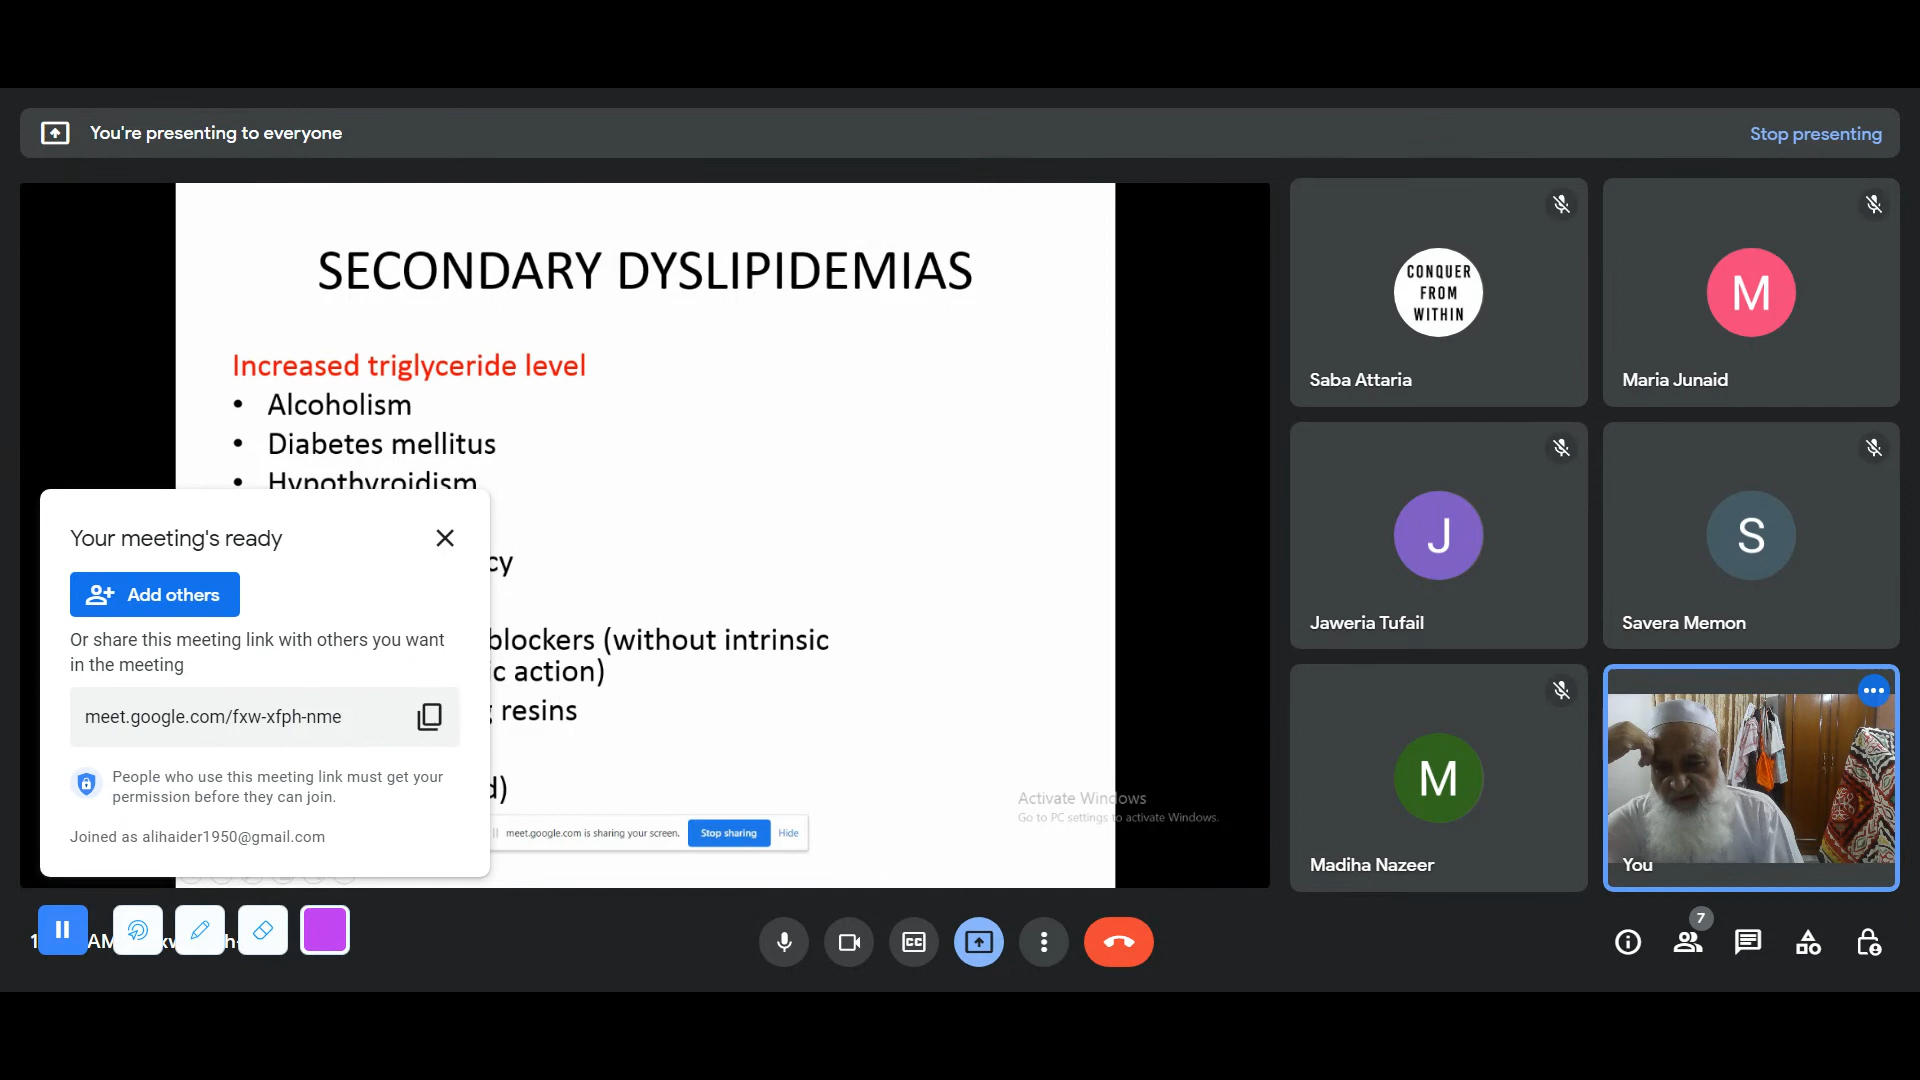 You're presenting to everyone
Stop presenting
SECONDARY DYSLIPIDEMIAS
Increased triglyceride level
• Alcoholism
• Diabetes mellitus
• Hypothyroidism
cy
blockers (without intrinsic
c action)
resins
d)
Your meeting's ready
Add others
Or share this meeting link with others you want
in the meeting
meet.google.com/fxw-xfph-nme
People who use this meeting link must get your
permission before they can join.
Joined as alihaider1950@gmail.com
meet.google.com is sharing your screen.
Stop sharing
Hide
Activate Windows
Go to PC settings to activate Windows.
CONQUER
FROM
WITHIN
Saba Attaria
M
Maria Junaid
J
Jaweria Tufail
S
Savera Memon
M
Madiha Nazeer
You
AM
CC
7